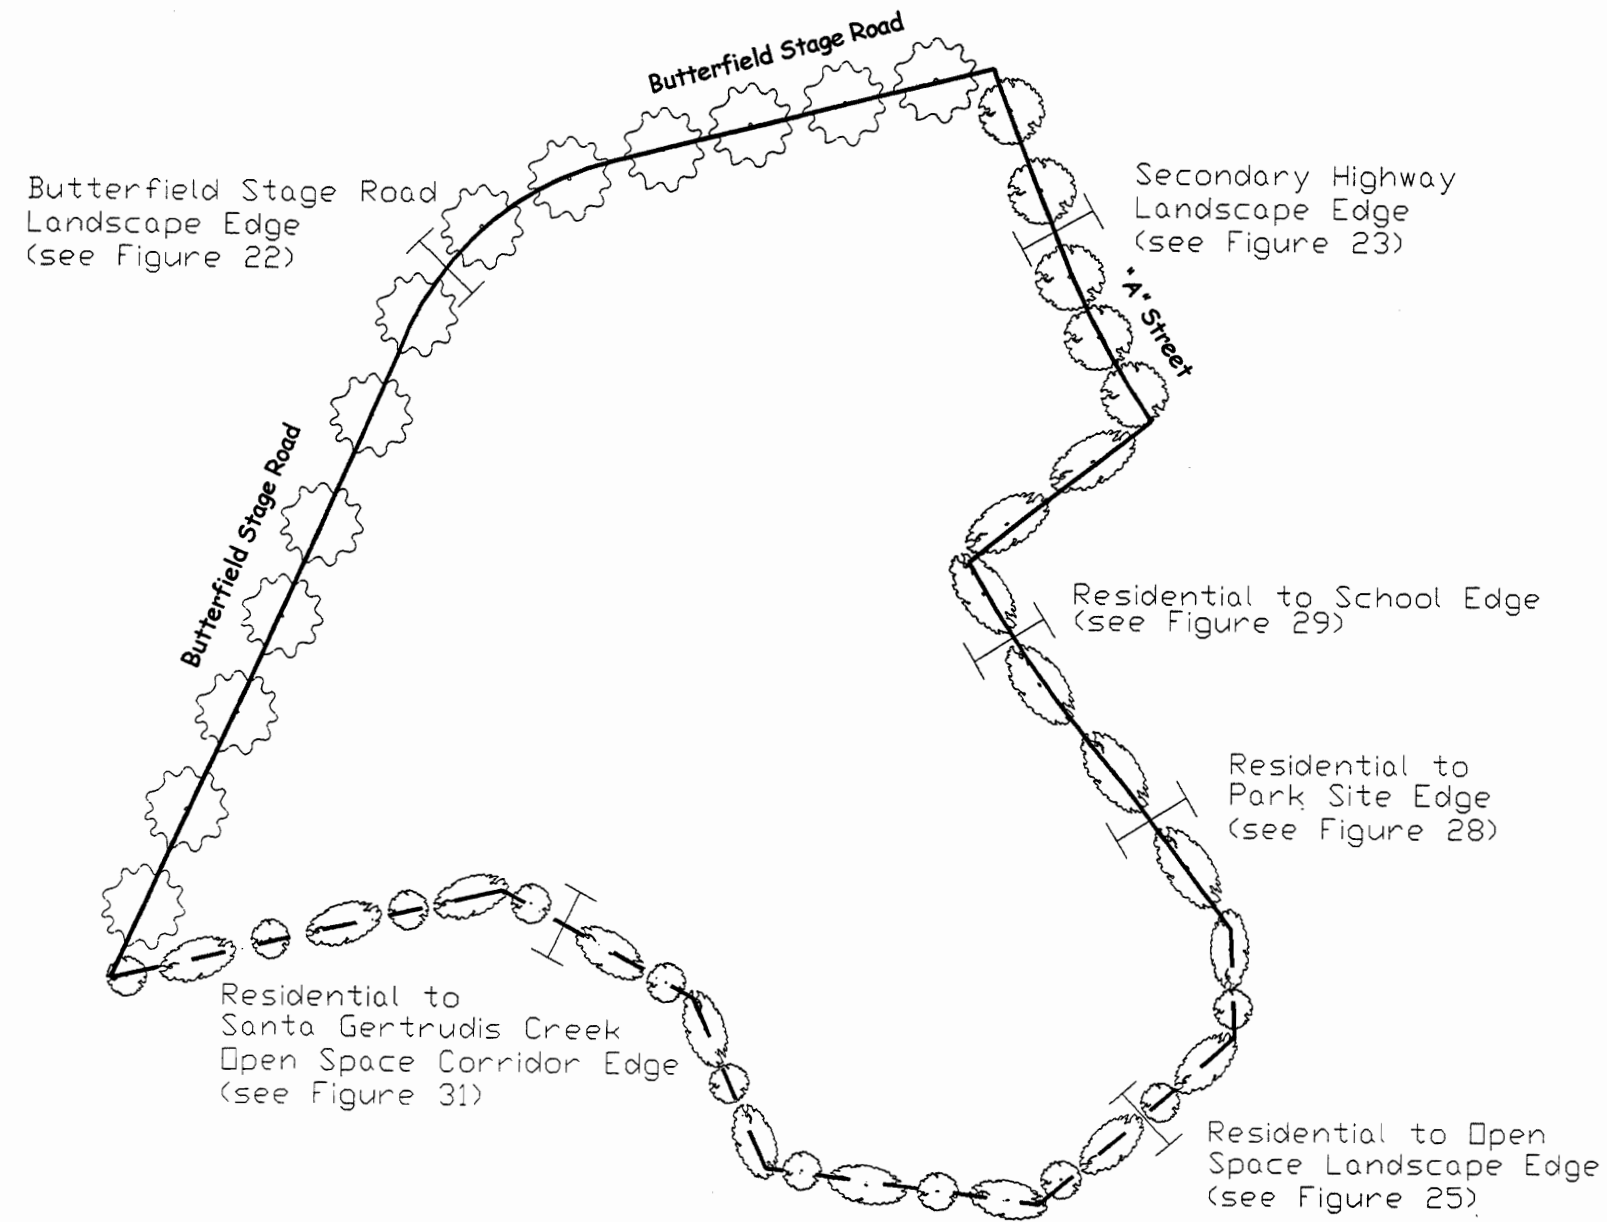 Butterfield Stage Road
Butterfield Stage Road
Landscape Edge
(see Figure 22)
Secondary Highway
Landscape Edge
(see Figure 23)
"A" Street
Butterfield Stage Road
Residential to School Edge
(see Figure 29)
Residential to
Park Site Edge
(see Figure 28)
Residential to
Santa Gertrudis Creek
Open Space Corridor Edge
(see Figure 31)
Residential to Open
Space Landscape Edge
(see Figure 25)